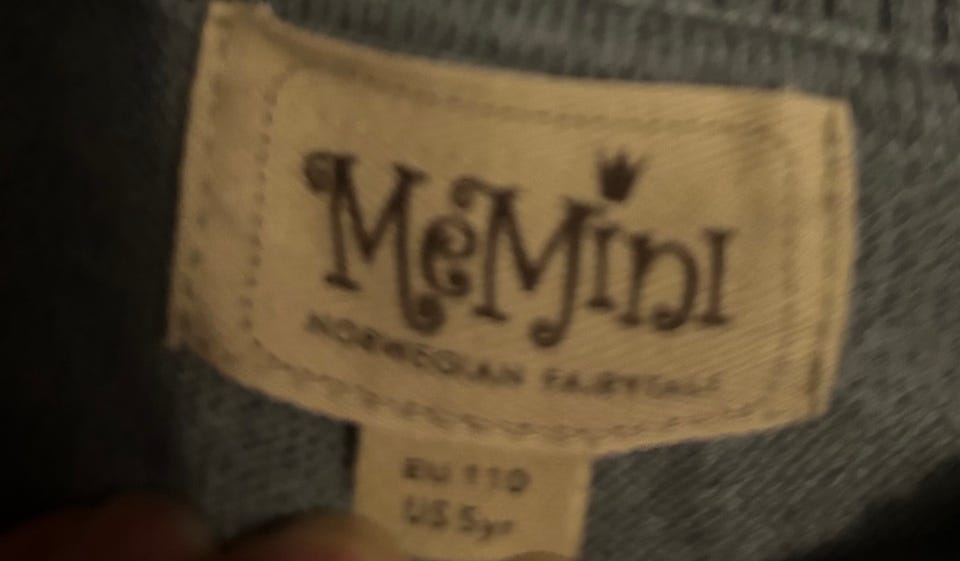 MeMini
NORWEGIAN FAIRYTALE
EU 110
US 5yr